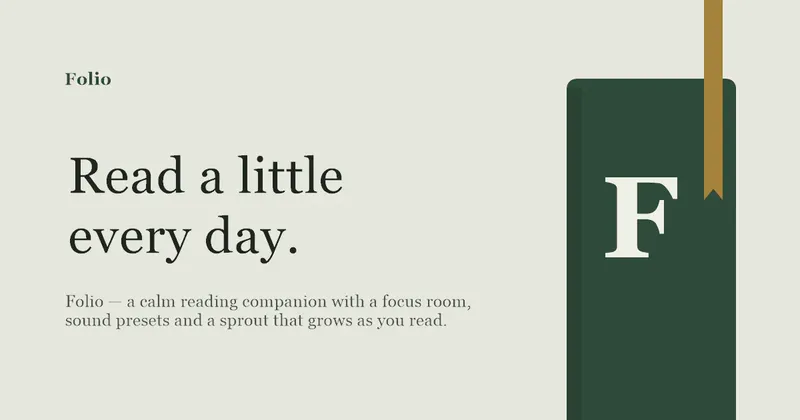 Folio
Read a little
every day.
Folio — a calm reading companion with a focus room,
sound presets and a sprout that grows as you read.
F